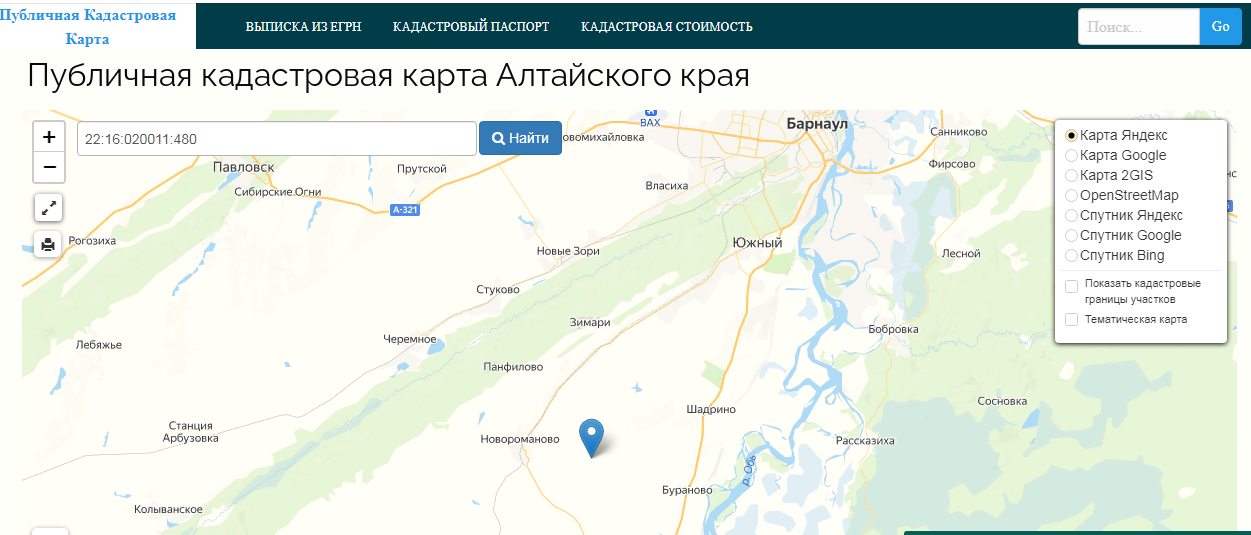 Публичная Кадастровая
Карта
ВЫПИСКА ИЗ ЕГРН
КАДАСТРОВЫЙ ПАСПОРТ
КАДАСТРОВАЯ СТОИМОСТЬ
Поиск...
Go
Публичная кадастровая карта Алтайского края
+
−
22:16:020011:480
Найти
овомихайловка
ВАХ
Барнаул
Санниково
Фирсово
Павловск
Прутской
Сибирские Огни
Власиха
А-321
Рогозиха
Новые Зори
Южный
Лесной
Стуково
Зимари
Бобровка
Лебяжье
Черемное
Панфилово
Шадрино
Сосновка
Станция
Арбузовка
Новороманово
Рассказиха
р. Обь
Бураново
Колыванское
Карта Яндекс
Карта Google
Карта 2GIS
OpenStreetMap
Спутник Яндекс
Спутник Google
Спутник Bing
Показать кадастровые
границы участков
Тематическая карта